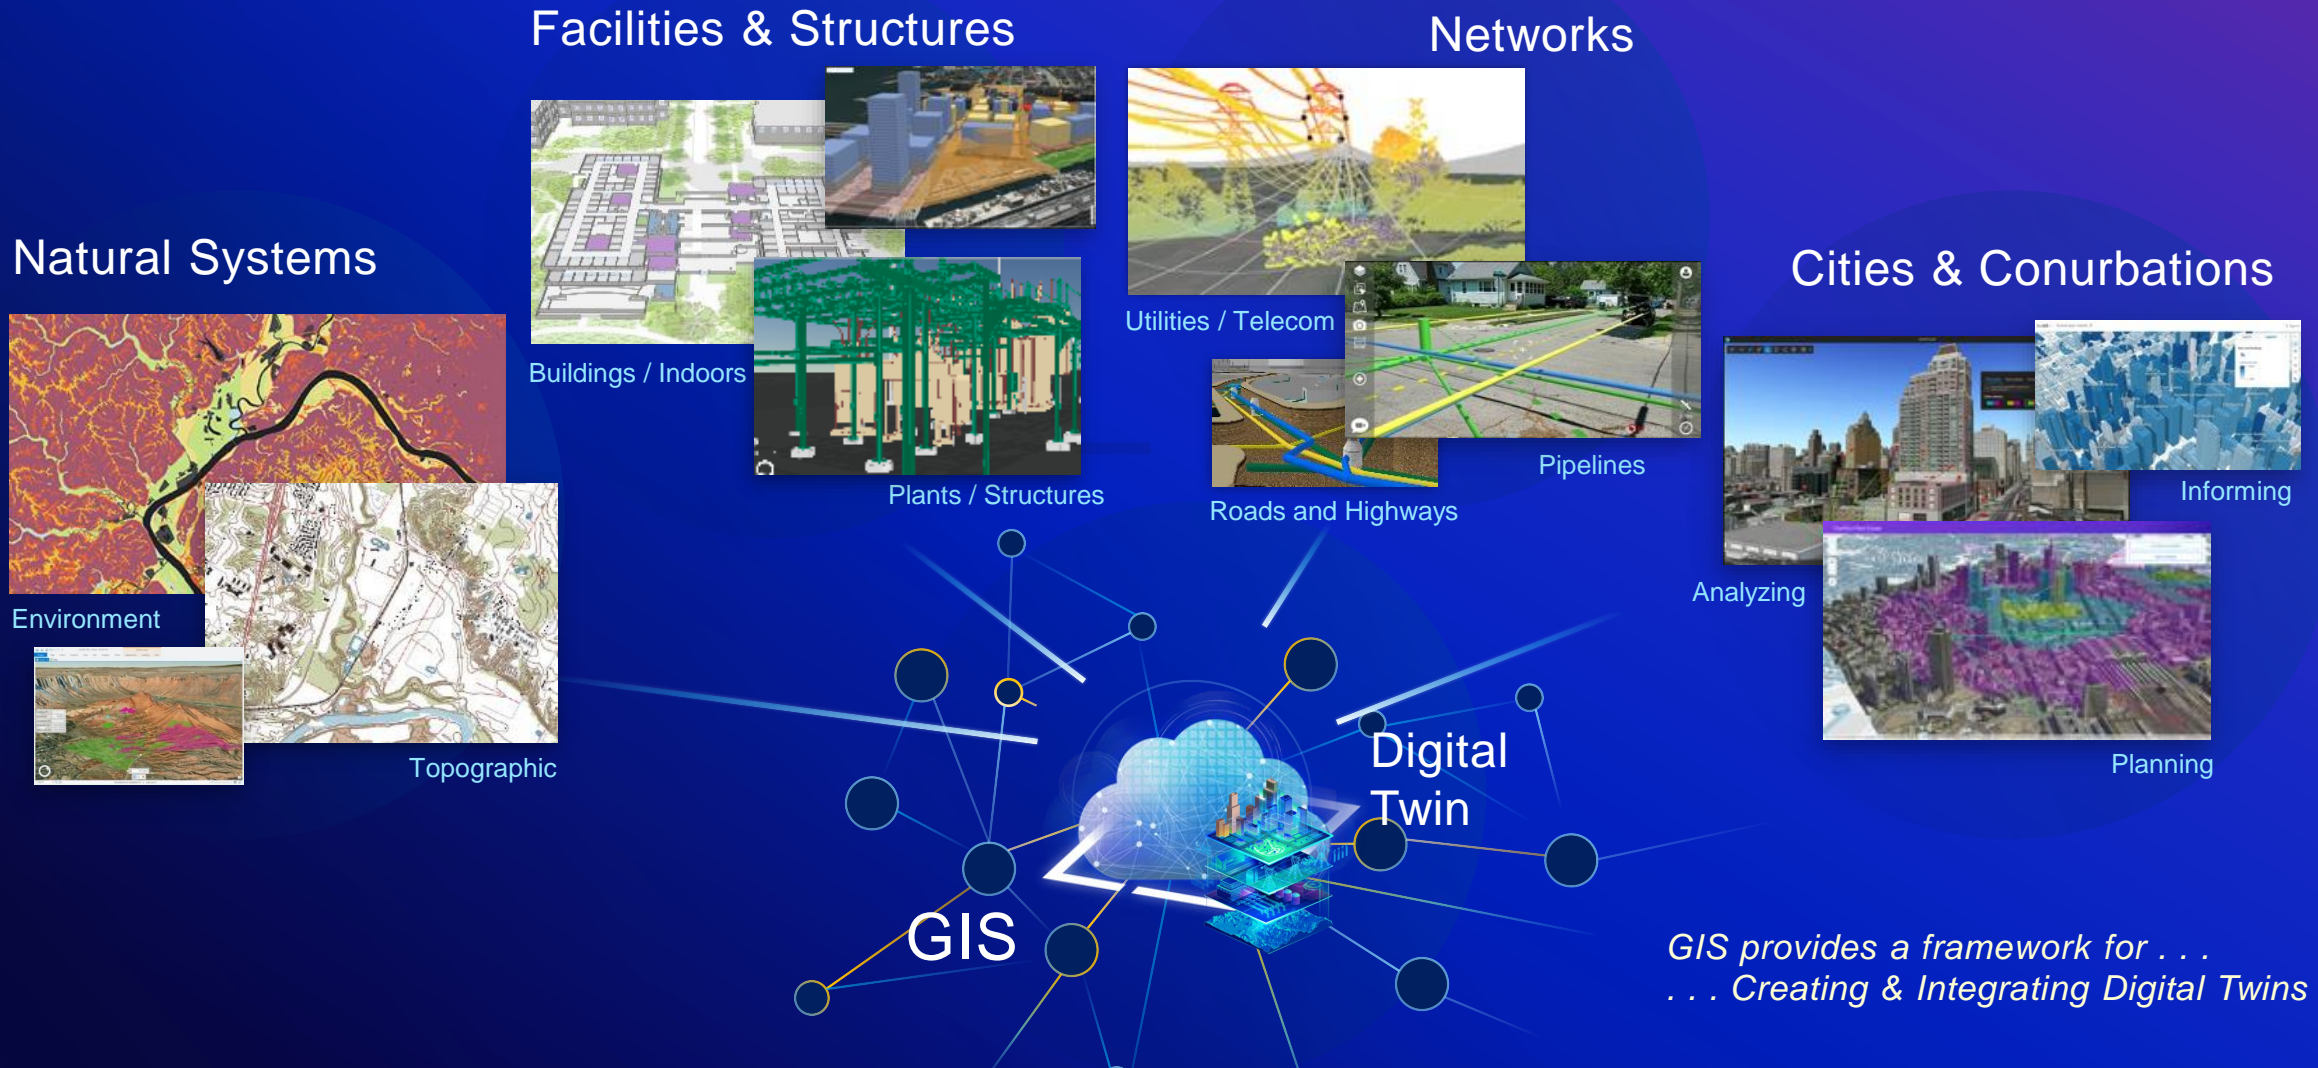 Facilities & Structures
Networks
Natural Systems
Cities & Conurbations
Utilities / Telecom
Buildings / Indoors
Pipelines
Plants / Structures
Roads and Highways
Informing
Analyzing
Environment
Topographic
Planning
Digital
Twin
GIS
GIS provides a framework for . . .
. . . Creating & Integrating Digital Twins